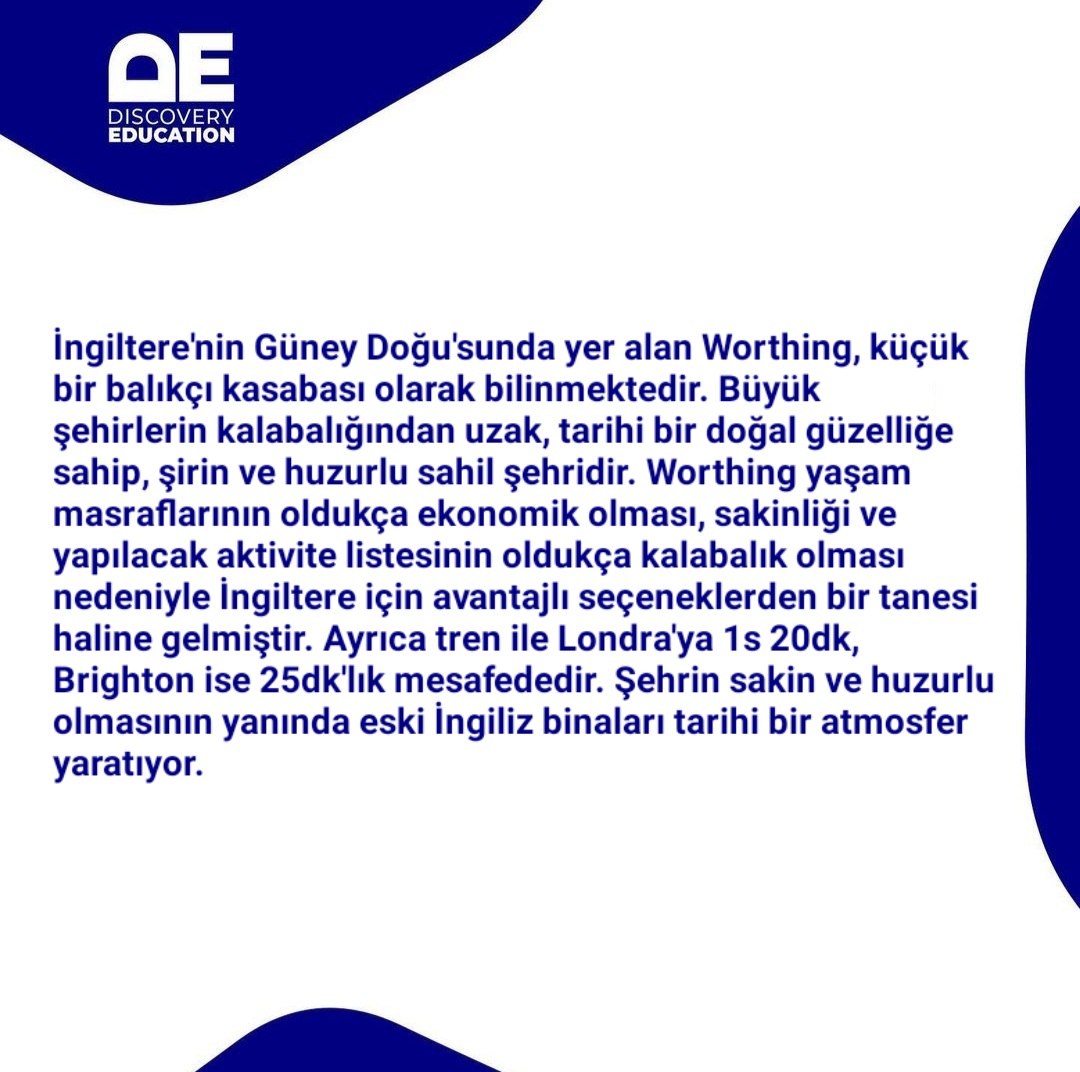 DE
DISCOVERY
EDUCATION
İngiltere'nin Güney Doğu'sunda yer alan Worthing, küçük
bir balıkçı kasabası olarak bilinmektedir. Büyük
şehirlerin kalabalığından uzak, tarihi bir doğal güzelliğe
sahip, şirin ve huzurlu sahil şehridir. Worthing yaşam
masraflarının oldukça ekonomik olması, sakinliği ve
yapılacak aktivite listesinin oldukça kalabalık olması
nedeniyle İngiltere için avantajlı seçeneklerden bir tanesi
haline gelmiştir. Ayrıca tren ile Londra'ya 1s 20dk,
Brighton ise 25dk'lık mesafededir. Şehrin sakin ve huzurlu
olmasının yanında eski İngiliz binaları tarihi bir atmosfer
yaratıyor.